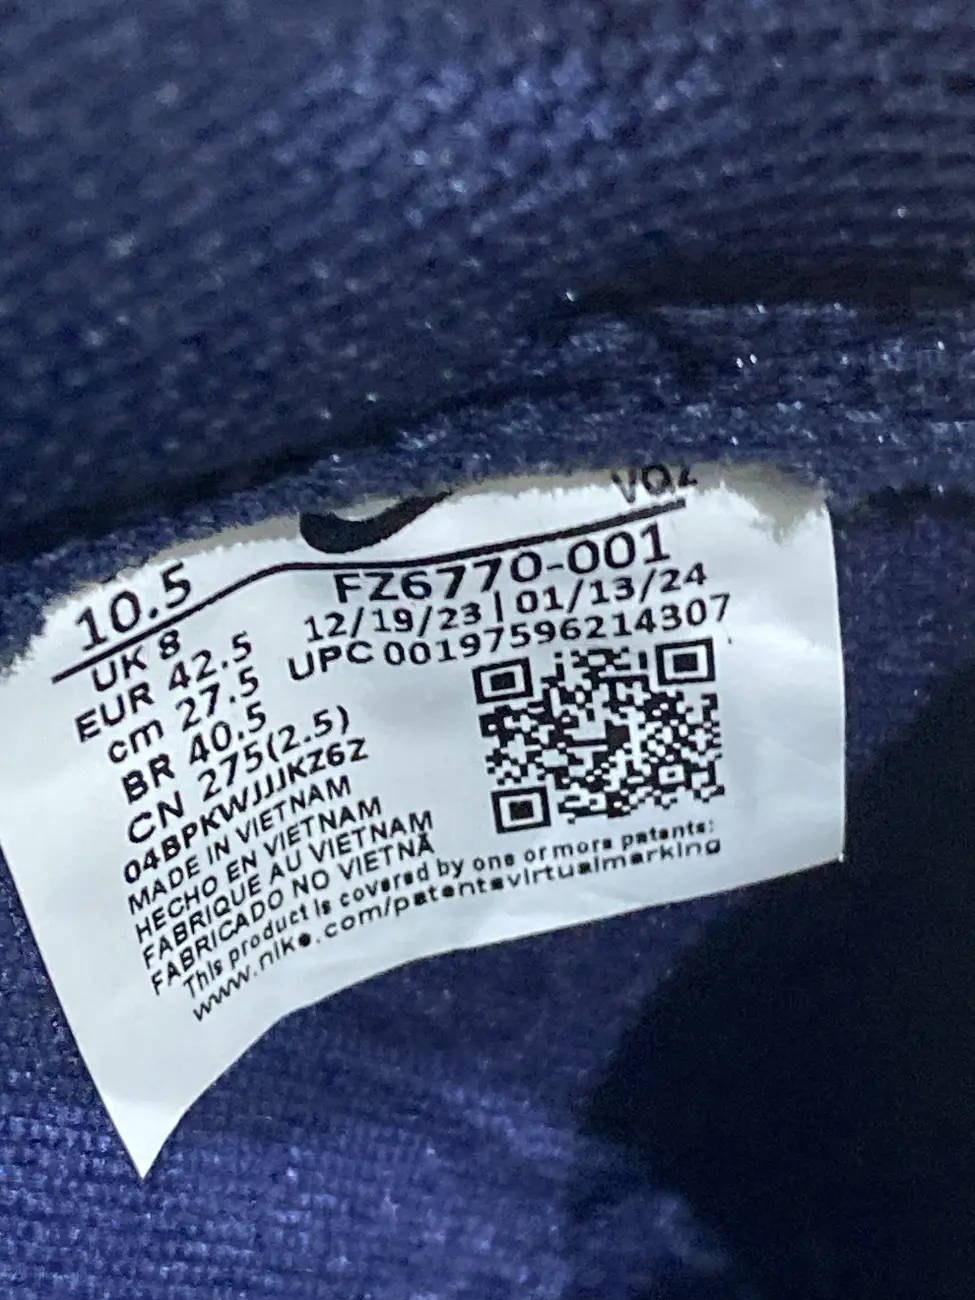 10.5
UK 8
EUR 42.5
cm 27.5
BR 40.5
CN 275(2.5)
04BPKWJJJKZ6Z
MADE IN VIETNAM
HECHO EN VIETNAM
FABRIQUE AU VIETNAM
FABRICADO NO VIETNÃ
FZ6770-001
12/19/23 | 01/13/24
UPC 00197596214307
This product is covered by one or more patents:
www.nike.com/patentsvirtualmarking